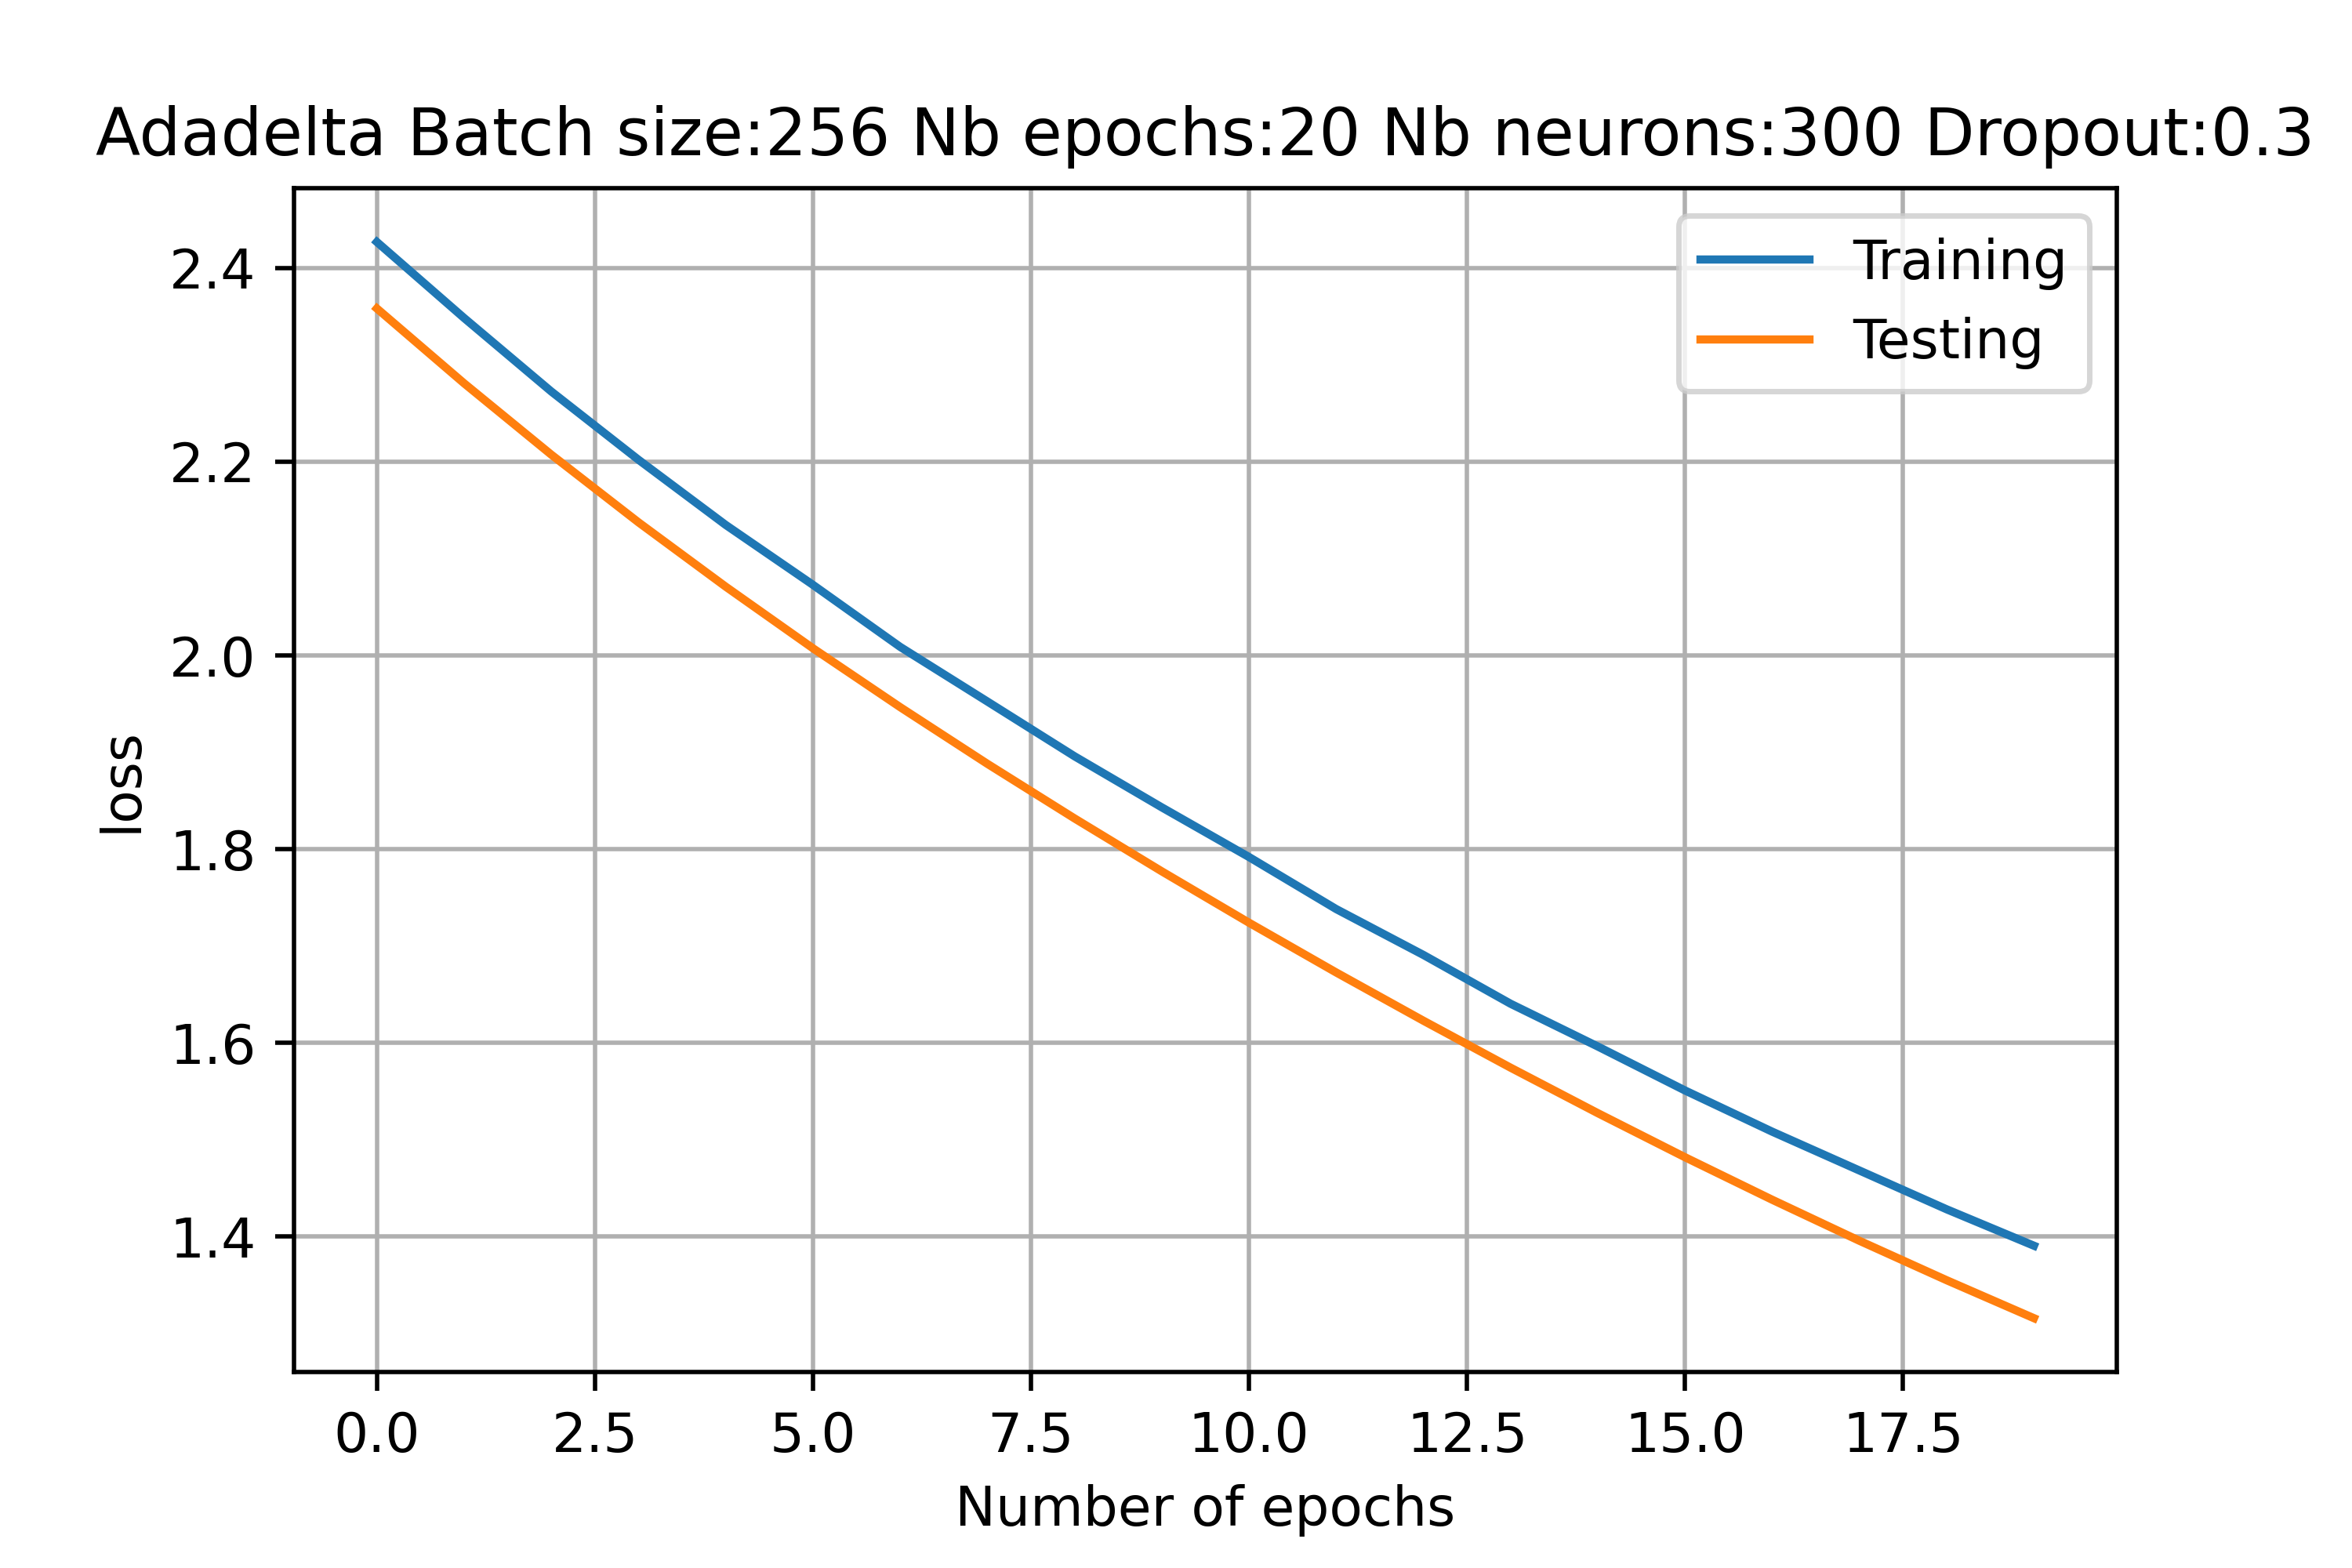 Adadelta Batch size:256 Nb epochs:20 Nb neurons:300 Dropout:0.3
Training
Testing
2.4
2.2
2.0
1.8
1.6
1.4
loss
0.0 2.5 5.0 7.5 10.0 12.5 15.0 17.5
Number of epochs